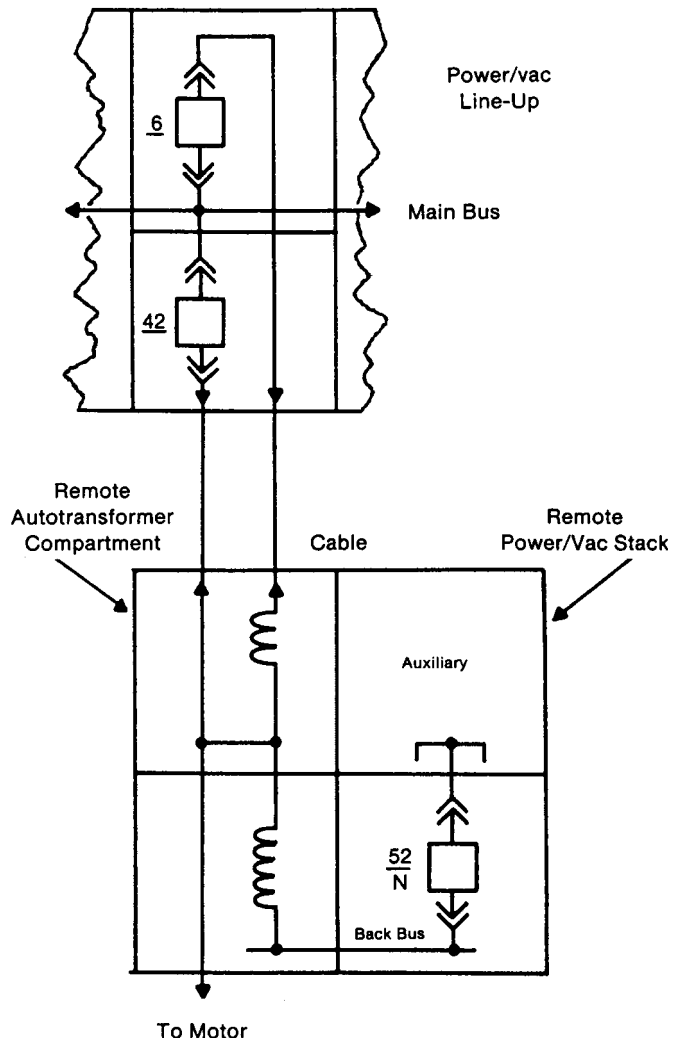 Power/vac
Line-Up
6
Main Bus
42
Remote
Autotransformer
Compartment
Cable
Remote
Power/Vac Stack
Auxiliary
52
N
Back Bus
To Motor